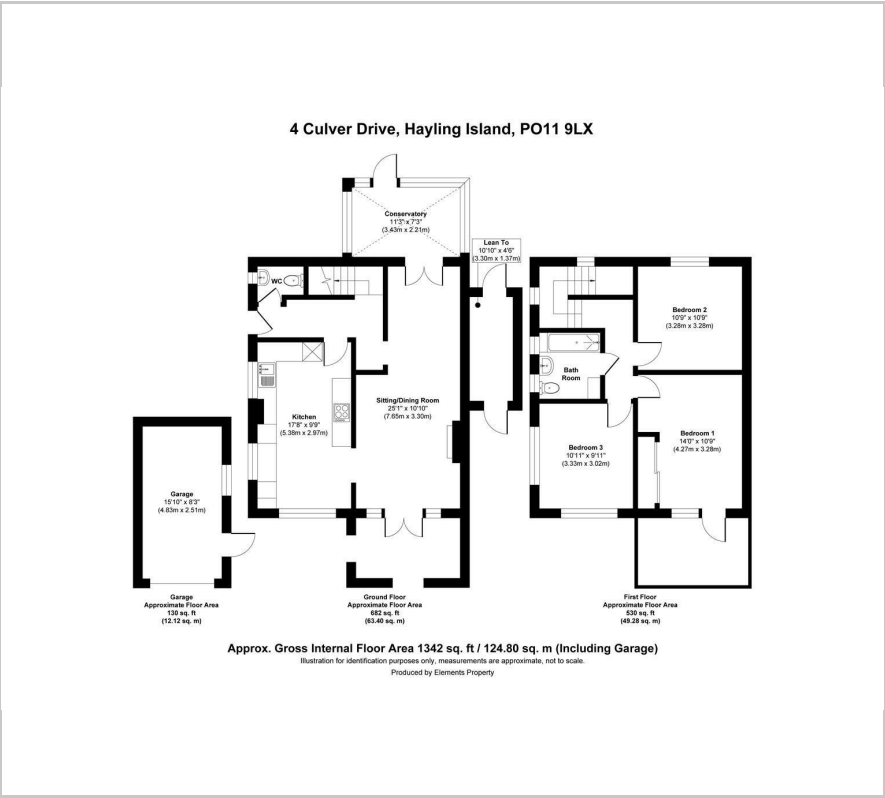 4 Culver Drive, Hayling Island, PO11 9LX
Conservatory
11'3" x 7'3"
(3.43m x 2.21m)
Lean To
10'10" x 4'6"
(3.30m x 1.37m)
WC
Bedroom 2
10'9" x 10'9"
(3.28m x 3.28m)
Bath
Room
Sitting/Dining Room
25'1" x 10'10"
(7.65m x 3.30m)
Kitchen
17'8" x 9'9"
(5.38m x 2.97m)
Bedroom 1
14'0" x 10'9"
(4.27m x 3.28m)
Bedroom 3
10'11" x 9'11"
(3.33m x 3.02m)
Garage
15'10" x 8'3"
(4.83m x 2.51m)
Garage
Approximate Floor Area
130 sq. ft
(12.12 sq. m)
Ground Floor
Approximate Floor Area
682 sq. ft
(63.40 sq. m)
First Floor
Approximate Floor Area
530 sq. ft
(49.28 sq. m)
Approx. Gross Internal Floor Area 1342 sq. ft / 124.80 sq. m (Including Garage)
Illustration for identification purposes only, measurements are approximate, not to scale.
Produced by Elements Property